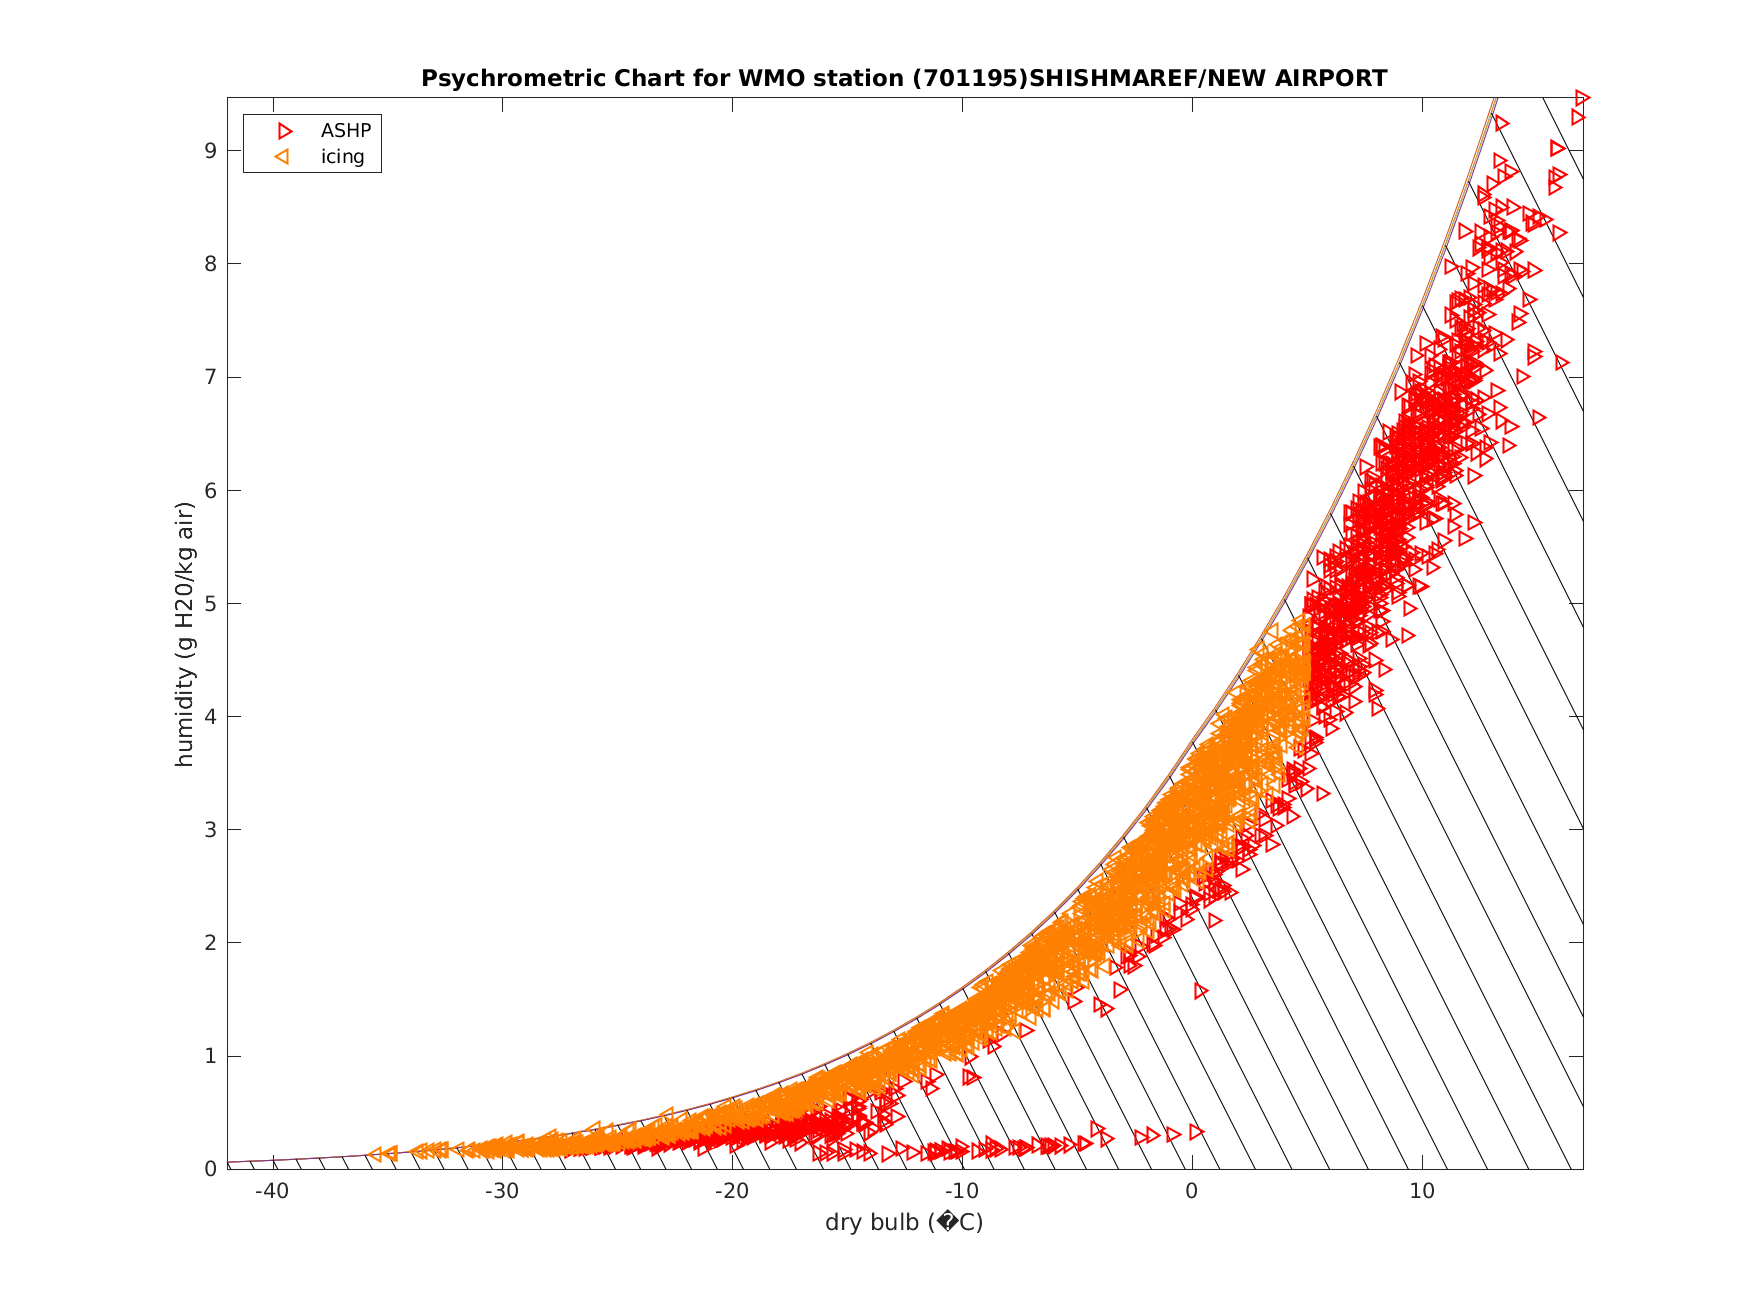 Psychrometric Chart for WMO station (701195)SHISHMAREF/NEW AIRPORT
ASHP
icing
9
8
7
6
5
4
3
2
1
0
humidity (g H20/kg air)
-40 -30 -20 -10 0 10
dry bulb (�C)